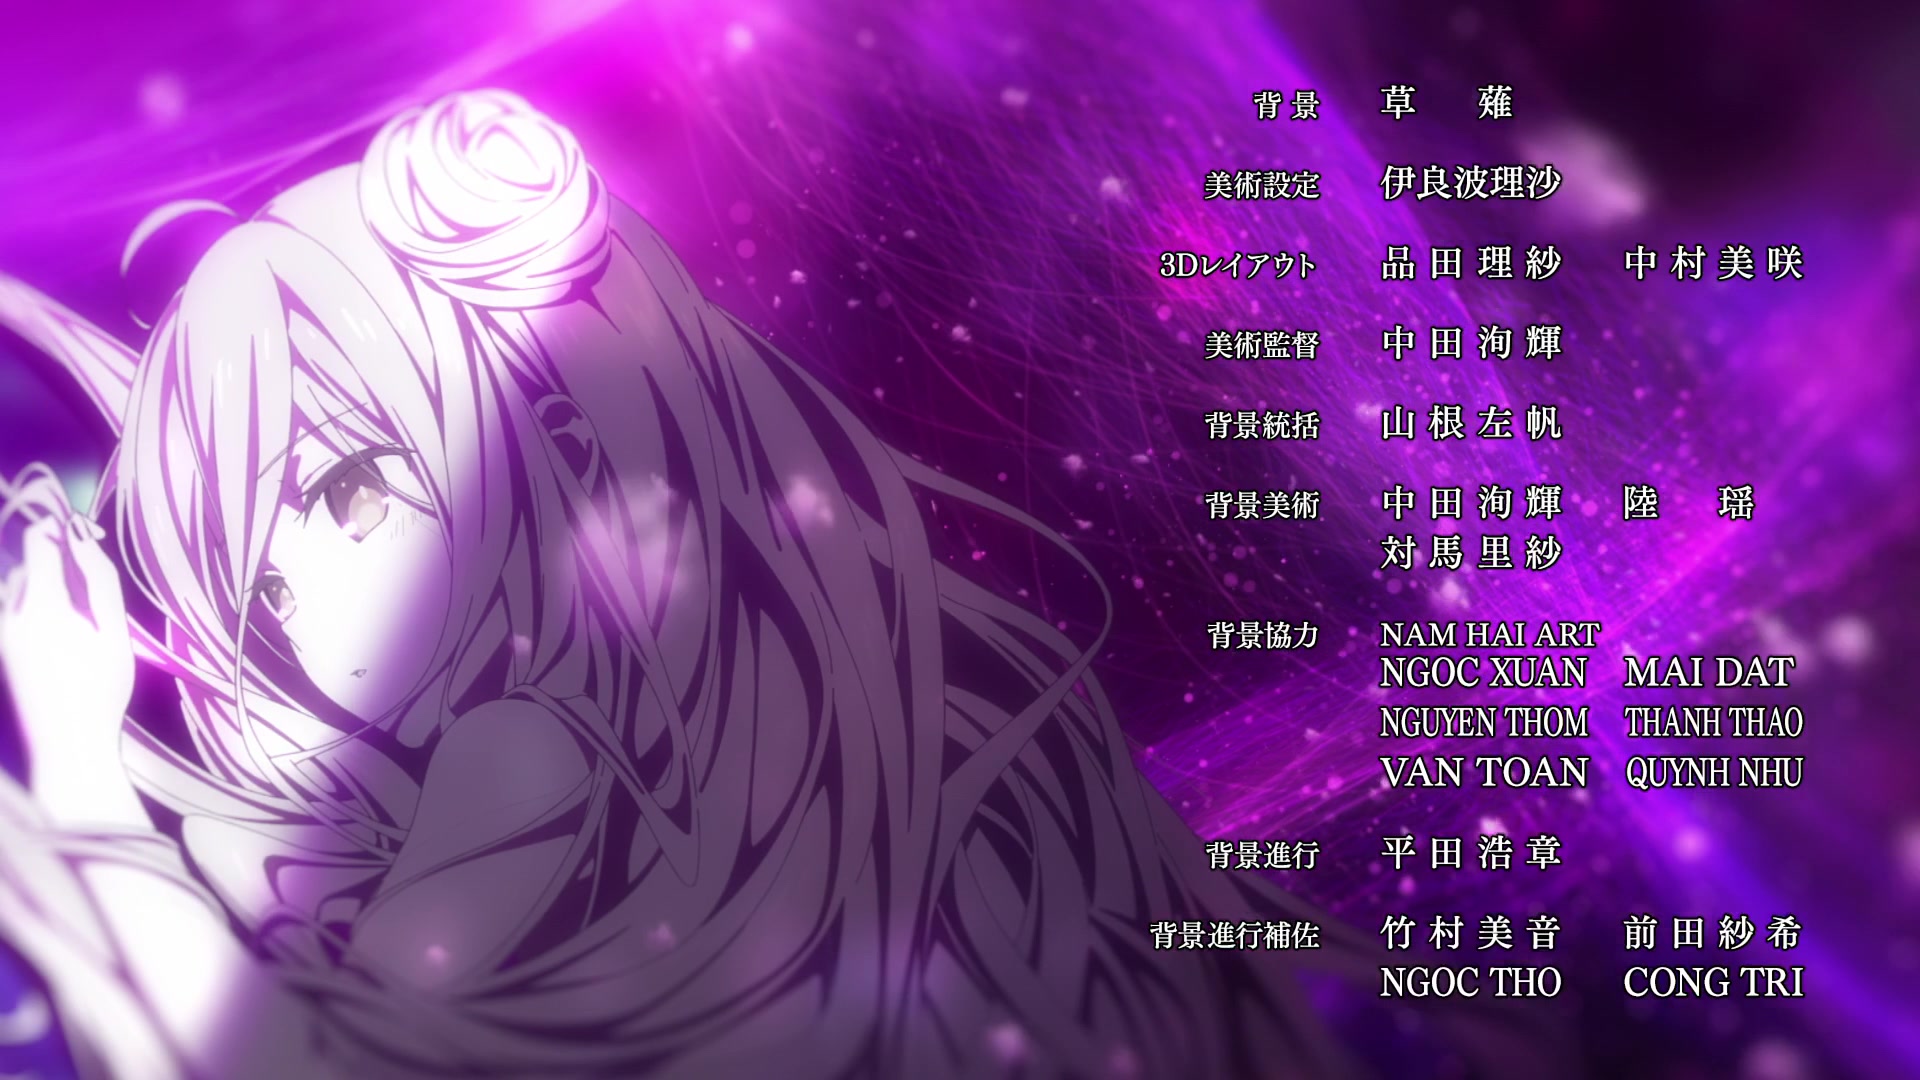 背景 草薙
美術設定 伊良波理沙
3Dレイアウト 品田理紗 中村美咲
美術監督 中田洵輝
背景統括 山根左帆
背景美術 中田洵輝 陸瑶
対馬里紗
背景協力 NAM HAI ART
NGOC XUAN MAI DAT
NGUYEN THOM THANH THAO
VAN TOAN QUYNH NHU
背景進行 平田浩章
背景進行補佐 竹村美音 前田紗希
NGOC THO CONG TRI